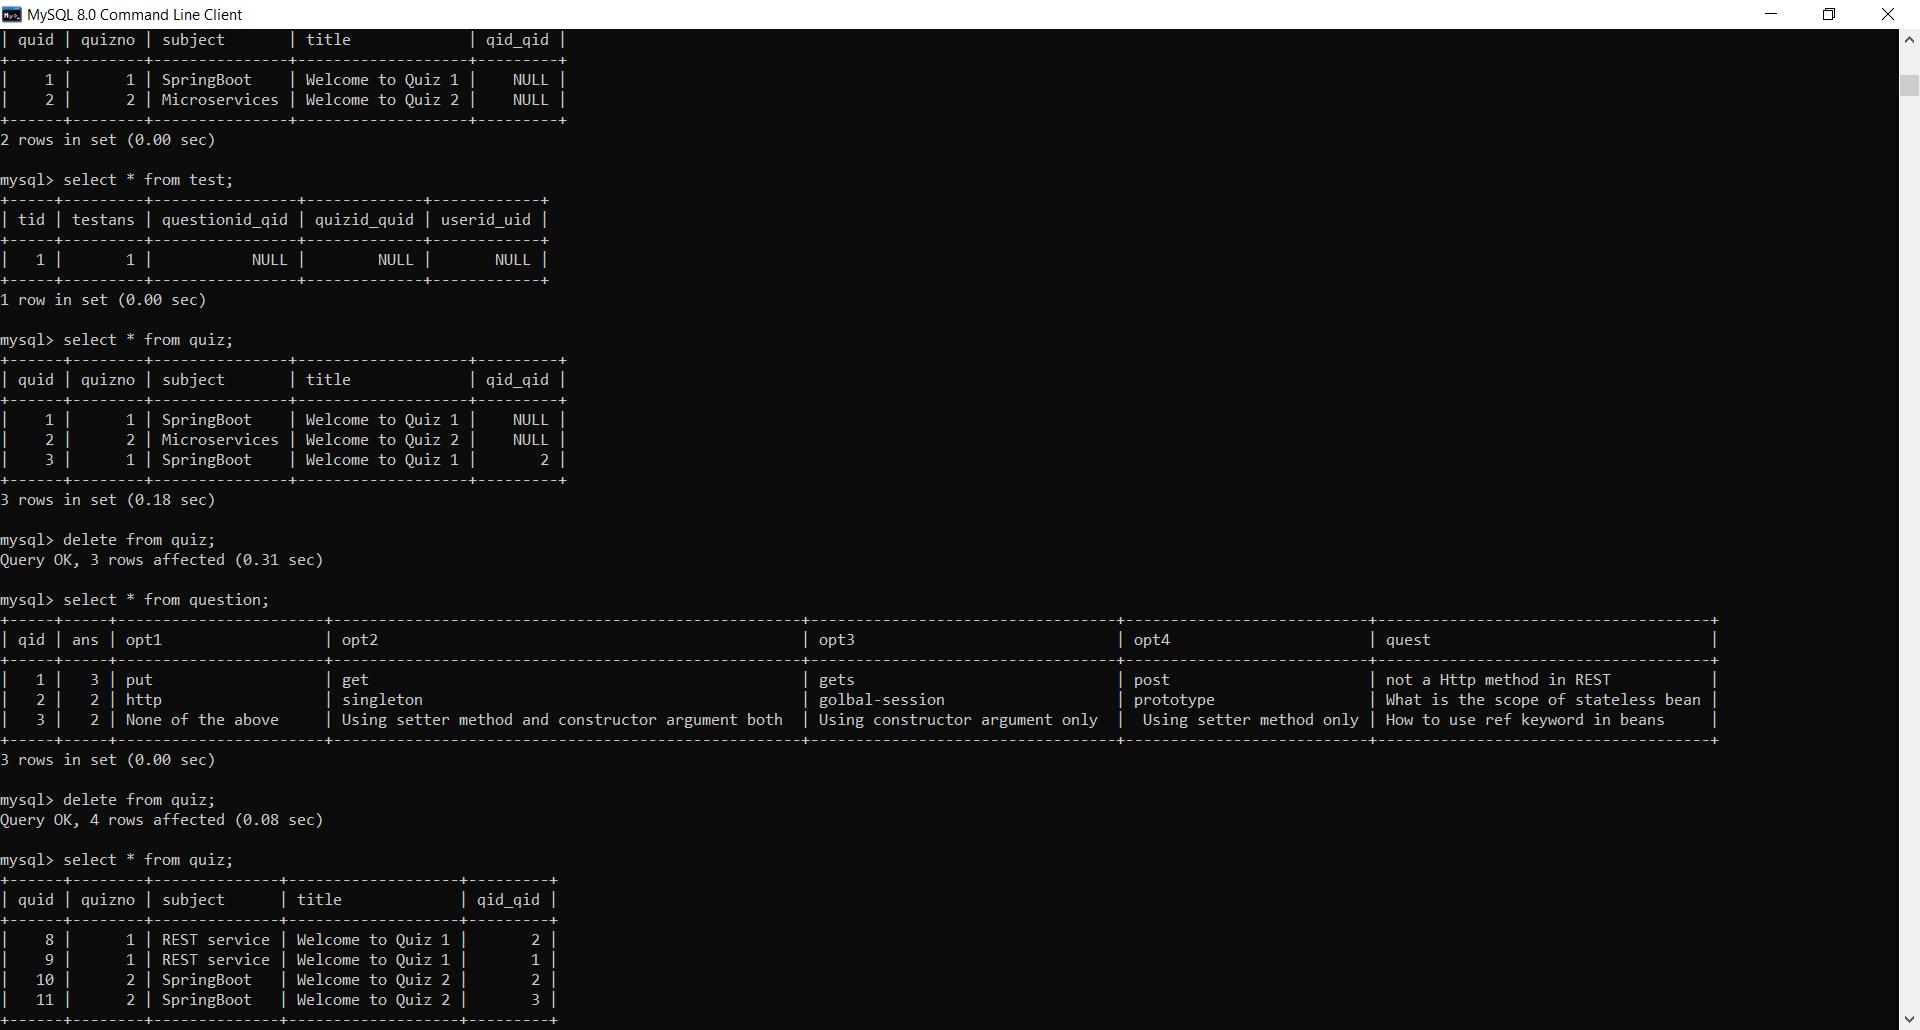 MySQL 8.0 Command Line Client
| quid | quizno | subject       | title             | qid_qid |
+------+--------+---------------+-------------------+---------+
|    1 |      1 | SpringBoot    | Welcome to Quiz 1 |    NULL |
|    2 |      2 | Microservices | Welcome to Quiz 2 |    NULL |
+------+--------+---------------+-------------------+---------+
2 rows in set (0.00 sec)

mysql> select * from test;
+-----+---------+----------------+-------------+------------+
| tid | testans | questionid_qid | quizid_quid | userid_uid |
+-----+---------+----------------+-------------+------------+
|   1 |       1 |           NULL |        NULL |       NULL |
+-----+---------+----------------+-------------+------------+
1 row in set (0.00 sec)

mysql> select * from quiz;
+------+--------+---------------+-------------------+---------+
| quid | quizno | subject       | title             | qid_qid |
+------+--------+---------------+-------------------+---------+
|    1 |      1 | SpringBoot    | Welcome to Quiz 1 |    NULL |
|    2 |      2 | Microservices | Welcome to Quiz 2 |    NULL |
|    3 |      1 | SpringBoot    | Welcome to Quiz 1 |       2 |
+------+--------+---------------+-------------------+---------+
3 rows in set (0.18 sec)

mysql> delete from quiz;
Query OK, 3 rows affected (0.31 sec)

mysql> select * from question;
+-----+-----+-----------------------+----------------------------------------------------+----------------------------------+---------------------------+-------------------------------------+
| qid | ans | opt1                  | opt2                                               | opt3                             | opt4                      | quest                               |
+-----+-----+-----------------------+----------------------------------------------------+----------------------------------+---------------------------+-------------------------------------+
|   1 |   3 | put                   | get                                                | gets                             | post                      | not a Http method in REST           |
|   2 |   2 | http                  | singleton                                          | golbal-session                   | prototype                 | What is the scope of stateless bean |
|   3 |   2 | None of the above     | Using setter method and constructor argument both  | Using constructor argument only  |  Using setter method only | How to use ref keyword in beans     |
+-----+-----+-----------------------+----------------------------------------------------+----------------------------------+---------------------------+-------------------------------------+
3 rows in set (0.00 sec)

mysql> delete from quiz;
Query OK, 4 rows affected (0.08 sec)

mysql> select * from quiz;
+------+--------+--------------+-------------------+---------+
| quid | quizno | subject      | title             | qid_qid |
+------+--------+--------------+-------------------+---------+
|    8 |      1 | REST service | Welcome to Quiz 1 |       2 |
|    9 |      1 | REST service | Welcome to Quiz 1 |       1 |
|   10 |      2 | SpringBoot   | Welcome to Quiz 2 |       2 |
|   11 |      2 | SpringBoot   | Welcome to Quiz 2 |       3 |
+------+--------+--------------+-------------------+---------+